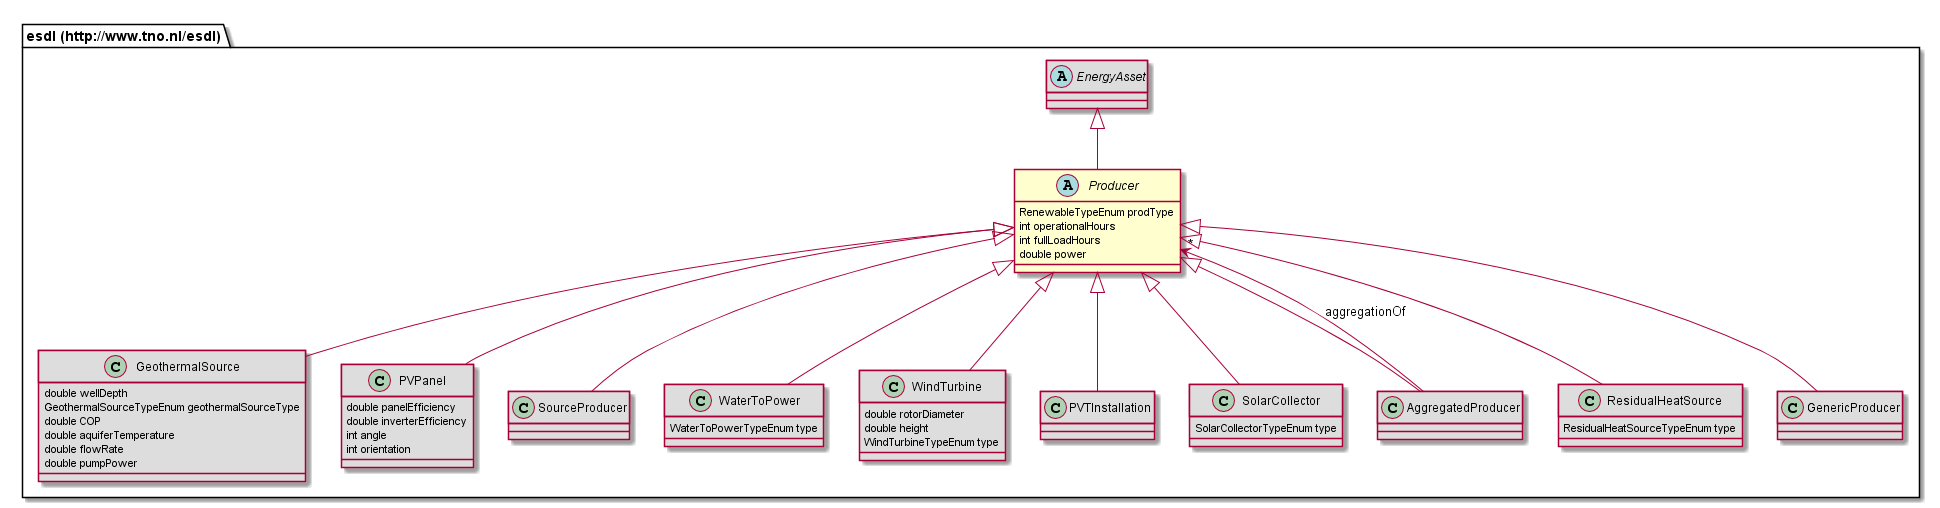 esdl (http://www.tno.nl/esdl)
A EnergyAsset
A Producer
RenewableTypeEnum prodType
int operationalHours
int fullLoadHours
double power
*
aggregationOf
C GeothermalSource
double wellDepth
GeothermalSourceTypeEnum geothermalSourceType
double COP
double aquiferTemperature
double flowRate
double pumpPower
C PVPanel
double panelEfficiency
double inverterEfficiency
int angle
int orientation
C SourceProducer
C WaterToPower
WaterToPowerTypeEnum type
C WindTurbine
double rotorDiameter
double height
WindTurbineTypeEnum type
C PVTInstallation
C SolarCollector
SolarCollectorTypeEnum type
C AggregatedProducer
C ResidualHeatSource
ResidualHeatSourceTypeEnum type
C GenericProducer